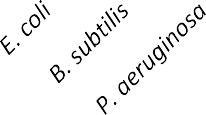 E. coli
B. subtilis
P. aeruginosa